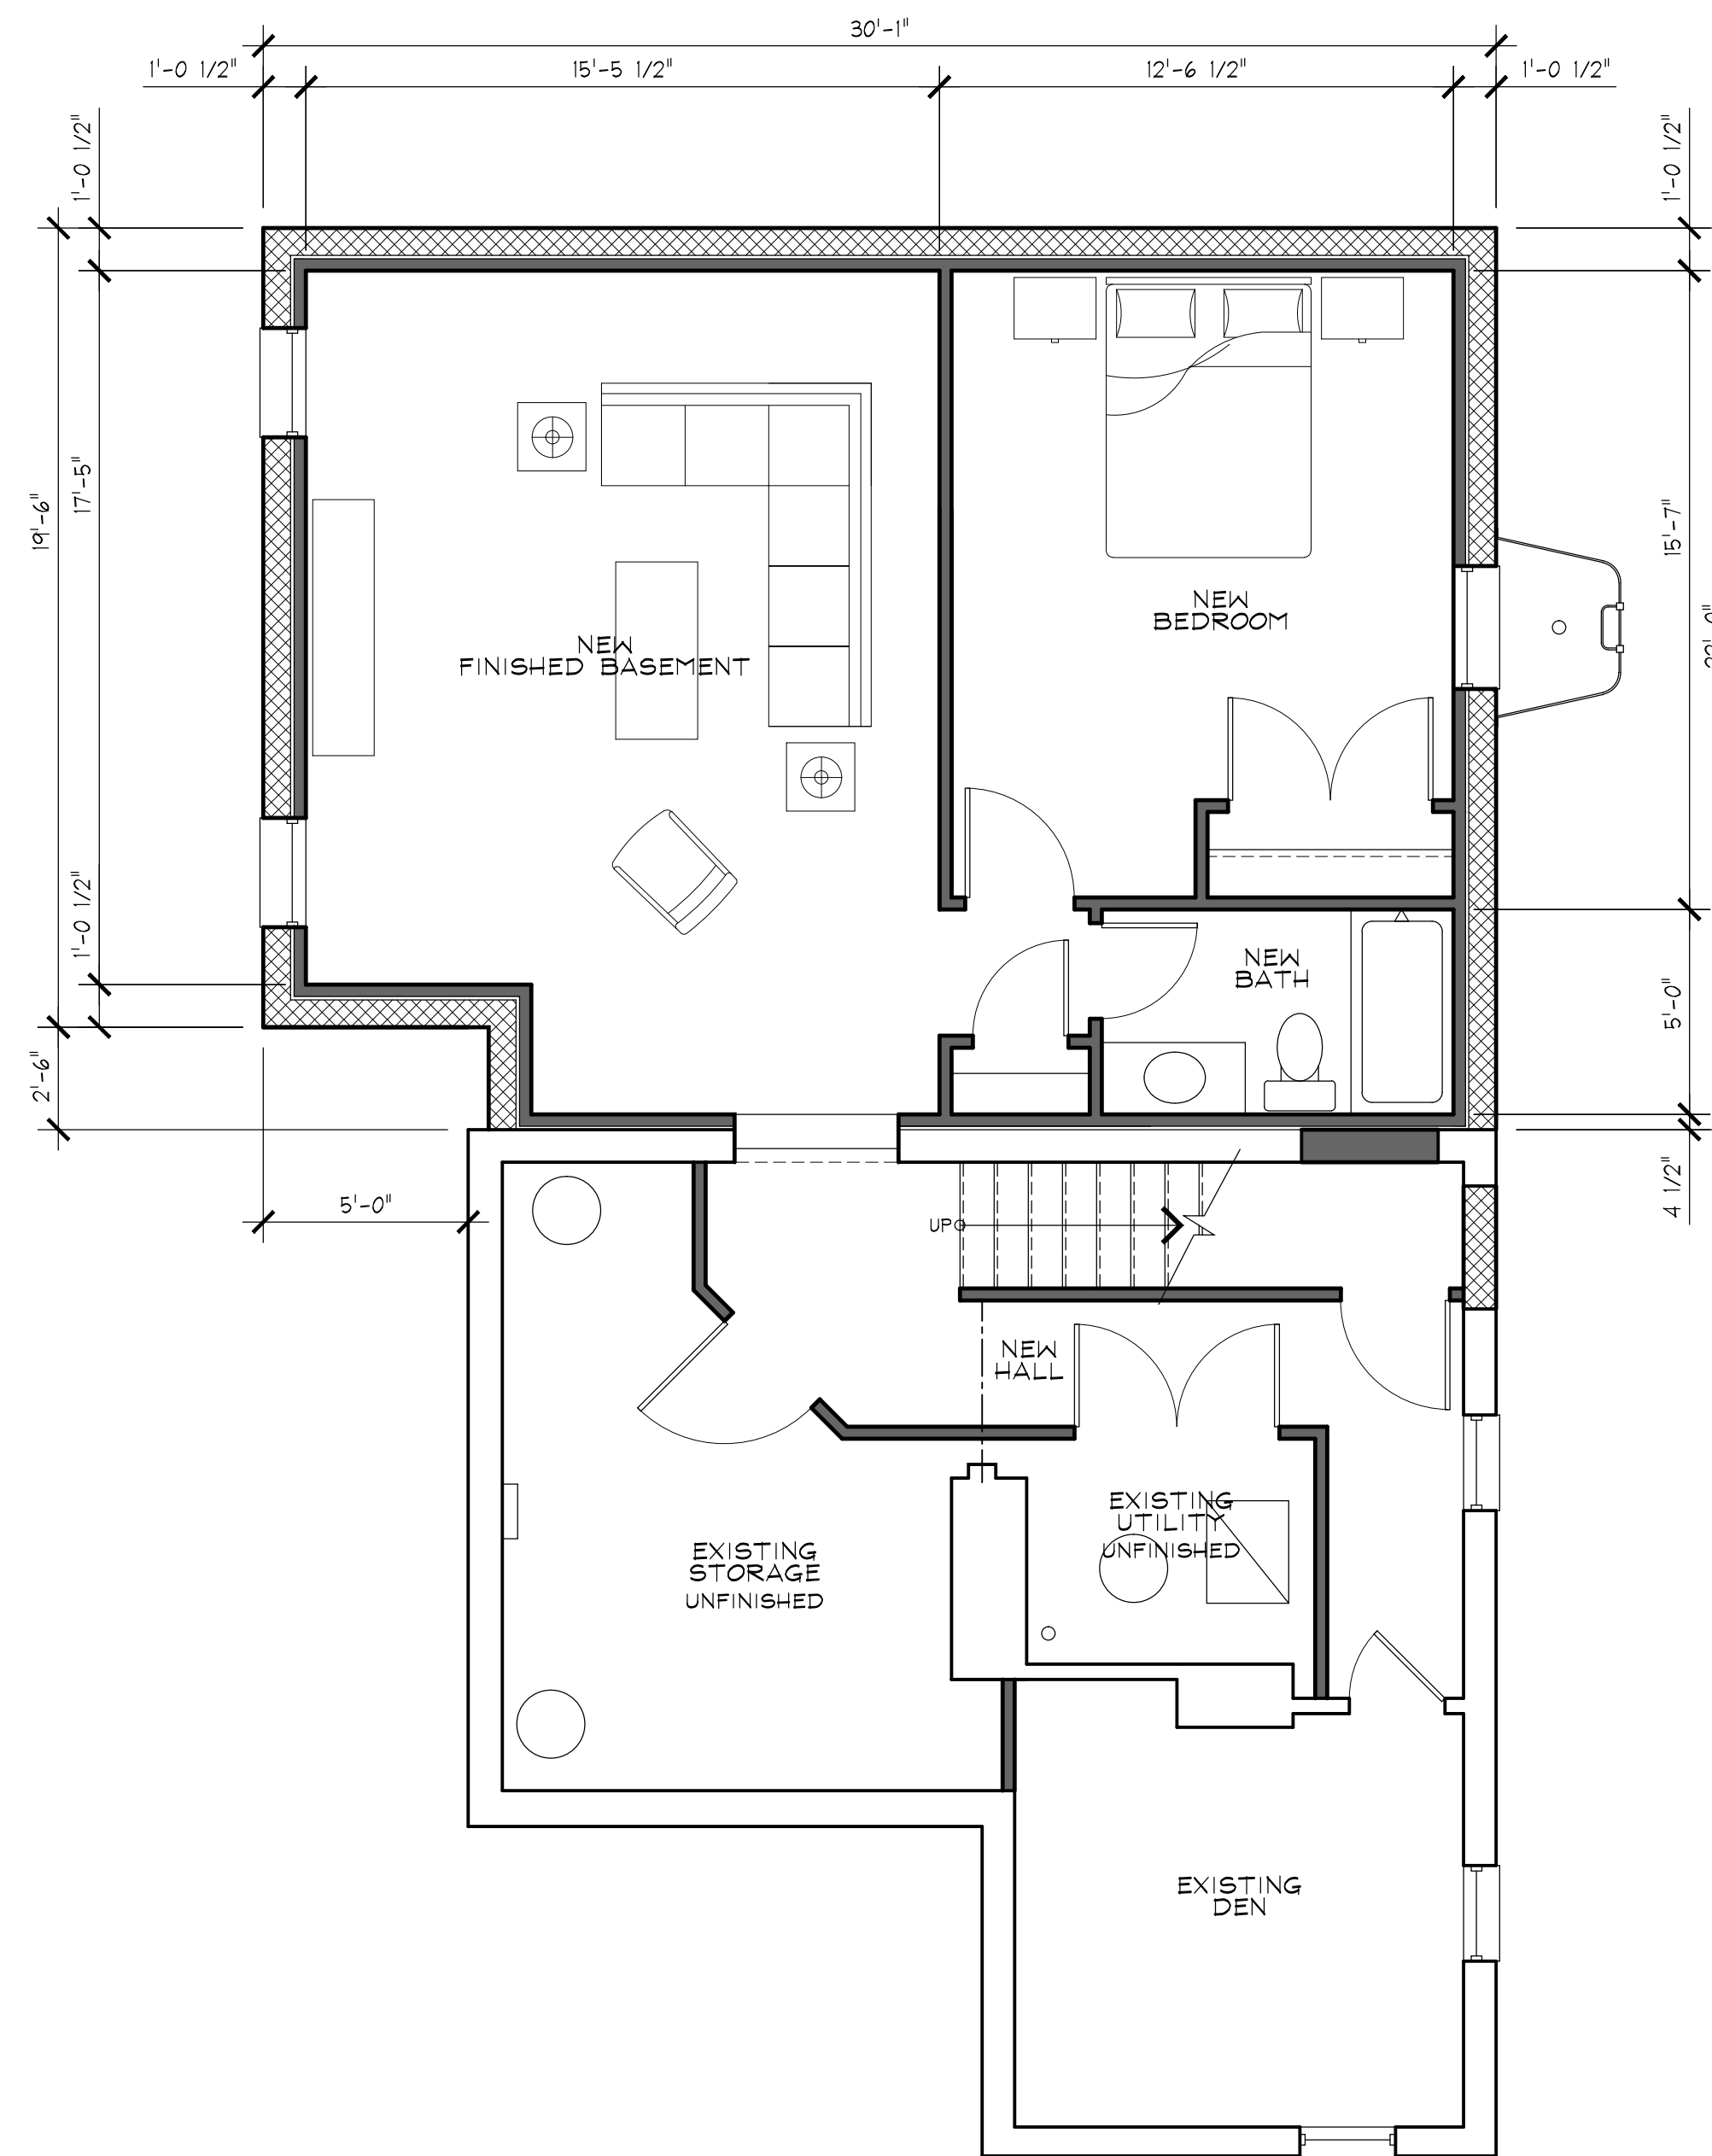 30'-1"
1'-0 1/2"
15'-5 1/2"
12'-6 1/2"
1'-0 1/2"
1'-0 1/2"
1'-0 1/2"
19'-6"
17'-5"
15'-7"
NEW
BEDROOM
NEW
FINISHED BASEMENT
1'-0 1/2"
NEW
BATH
5'-0"
2'-6"
4 1/2"
5'-0"
UP
NEW
HALL
EXISTING
UTILITY
UNFINISHED
EXISTING
STORAGE
UNFINISHED
EXISTING
DEN